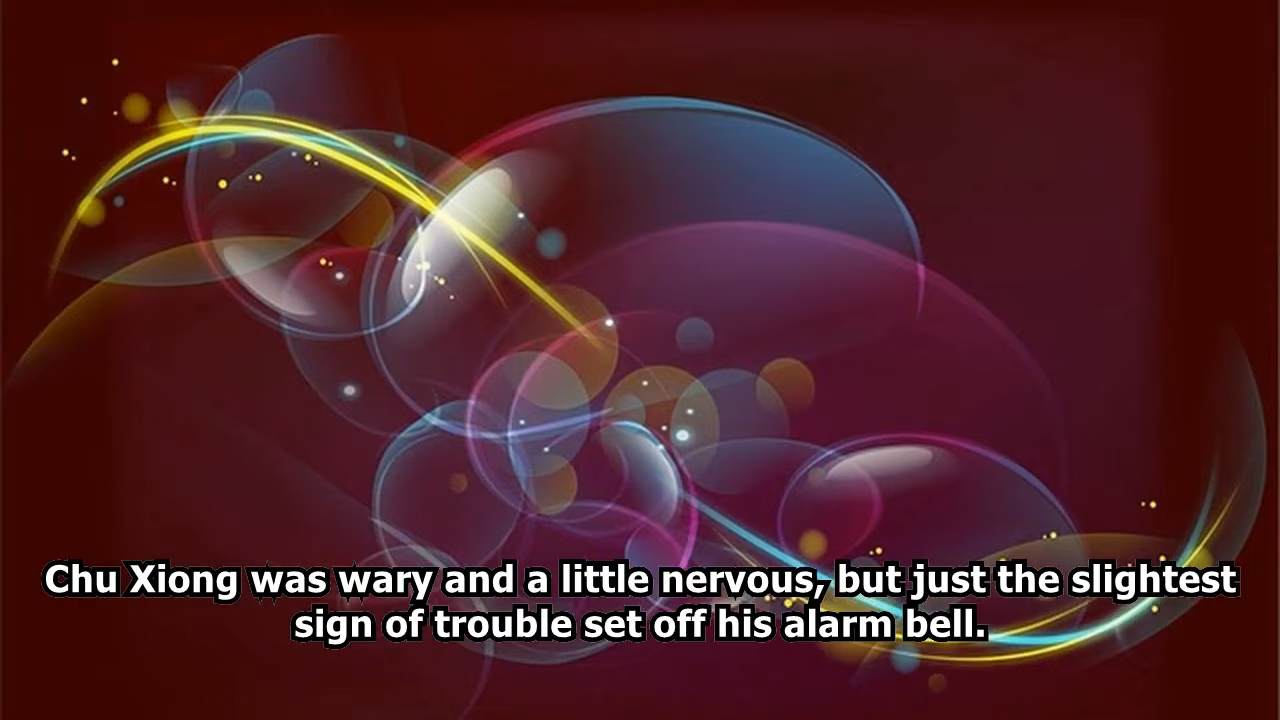 Chu Xiong was wary and a little nervous, but just the slightest
sign of trouble set off his alarm bell.